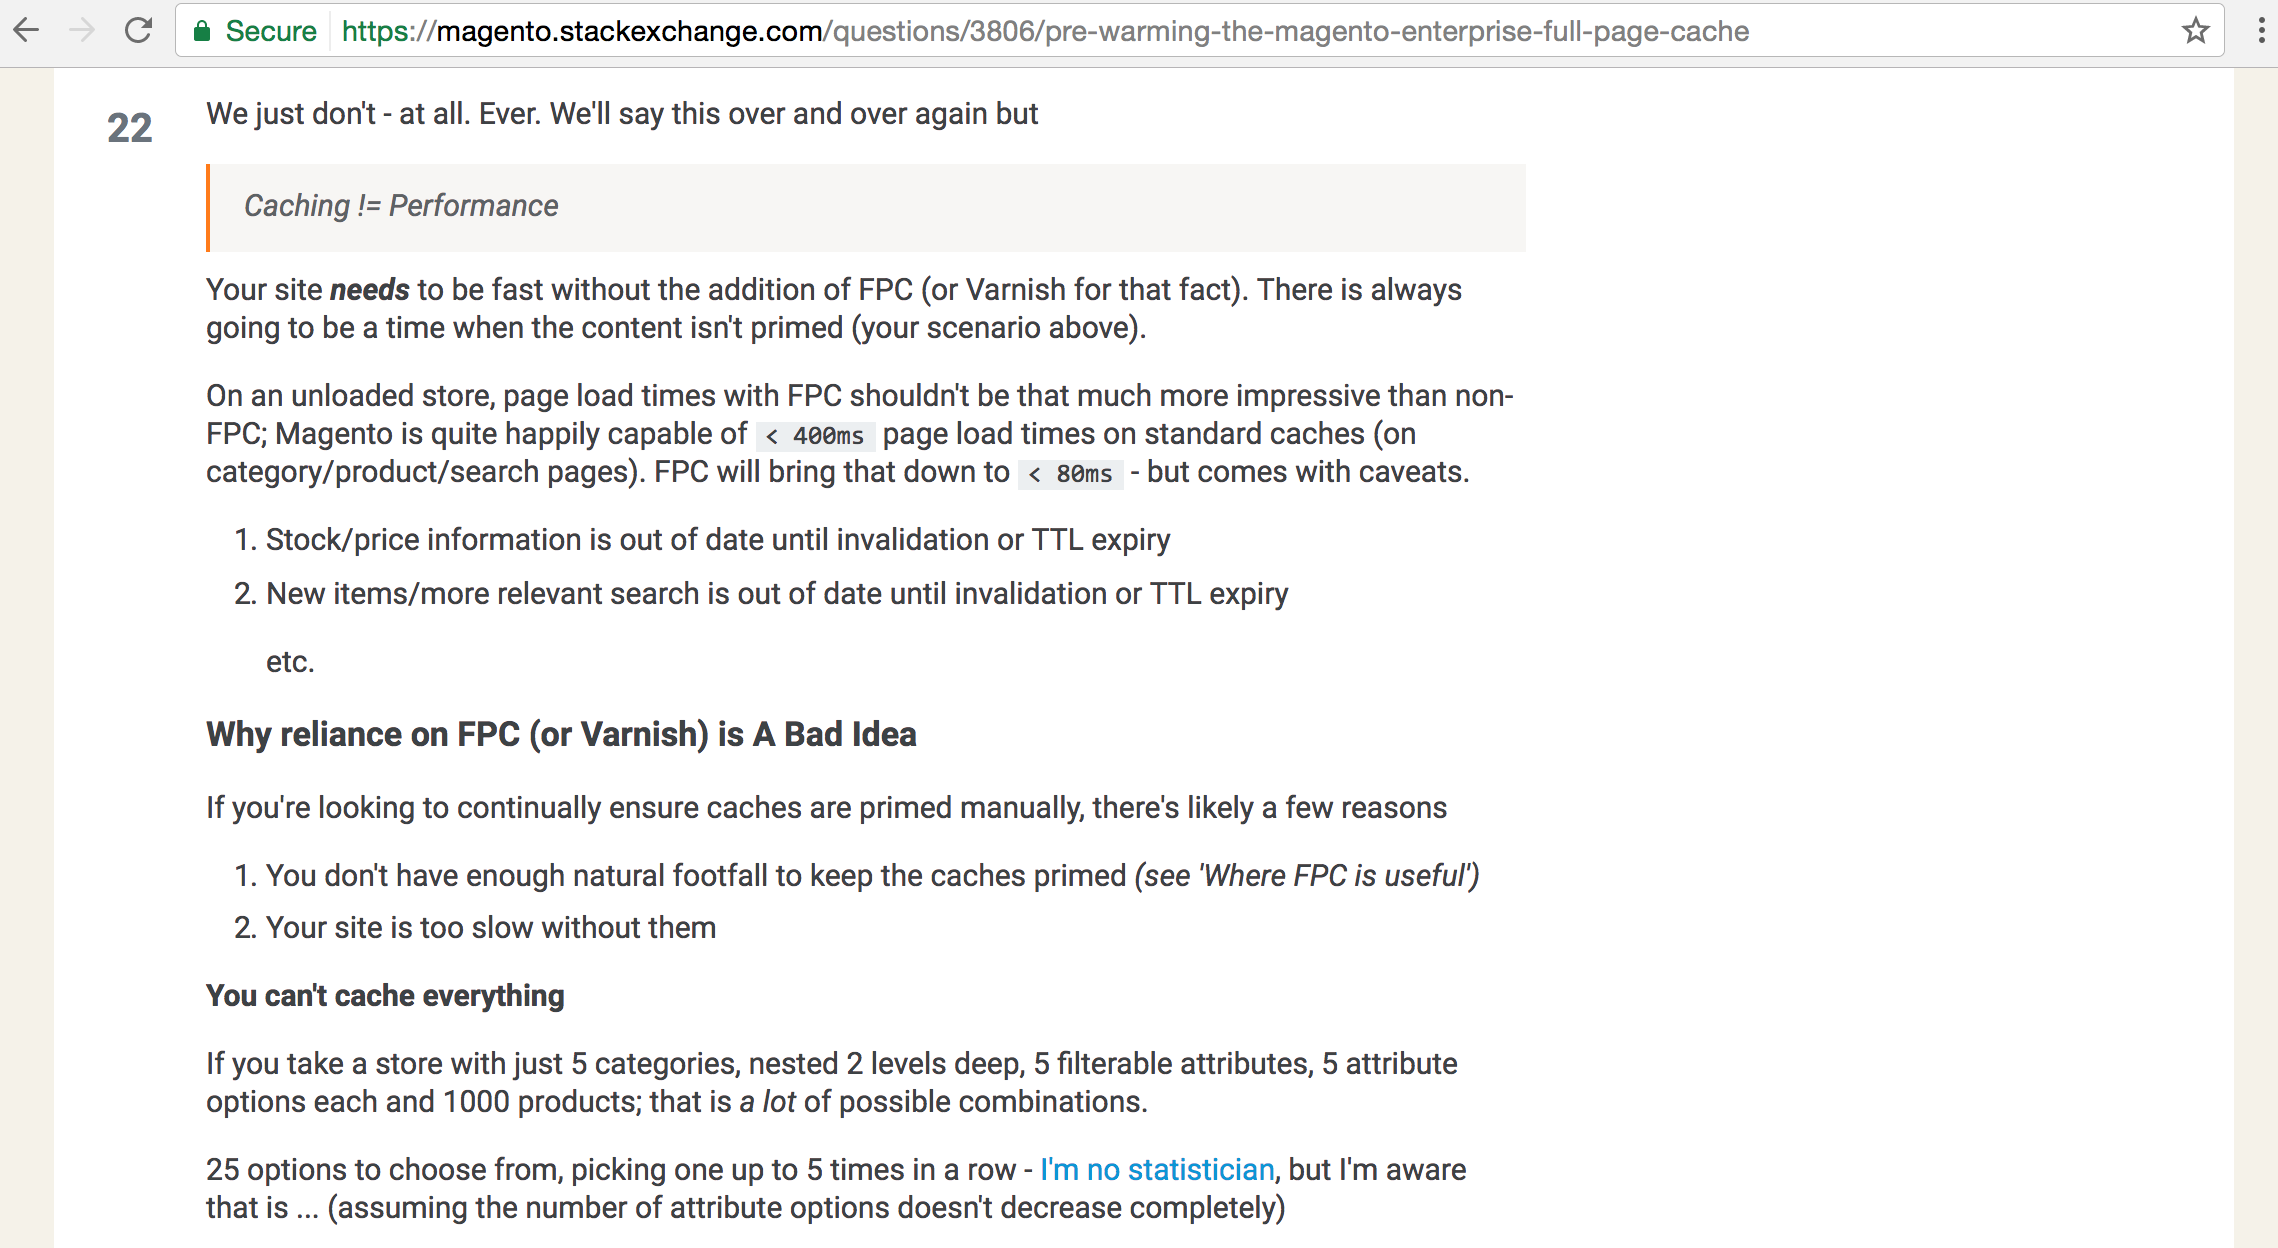 Secure https://magento.stackexchange.com/questions/3806/pre-warming-the-magento-enterprise-full-page-cache
22
We just don't - at all. Ever. We'll say this over and over again but
Caching != Performance
Your site needs to be fast without the addition of FPC (or Varnish for that fact). There is always
going to be a time when the content isn't primed (your scenario above).
On an unloaded store, page load times with FPC shouldn't be that much more impressive than non-
FPC; Magento is quite happily capable of < 400ms page load times on standard caches (on
category/product/search pages). FPC will bring that down to < 80ms - but comes with caveats.
1. Stock/price information is out of date until invalidation or TTL expiry
2. New items/more relevant search is out of date until invalidation or TTL expiry
etc.
Why reliance on FPC (or Varnish) is A Bad Idea
If you're looking to continually ensure caches are primed manually, there's likely a few reasons
1. You don't have enough natural footfall to keep the caches primed (see 'Where FPC is useful')
2. Your site is too slow without them
You can't cache everything
If you take a store with just 5 categories, nested 2 levels deep, 5 filterable attributes, 5 attribute
options each and 1000 products; that is a lot of possible combinations.
25 options to choose from, picking one up to 5 times in a row - I'm no statistician, but I'm aware
that is ... (assuming the number of attribute options doesn't decrease completely)